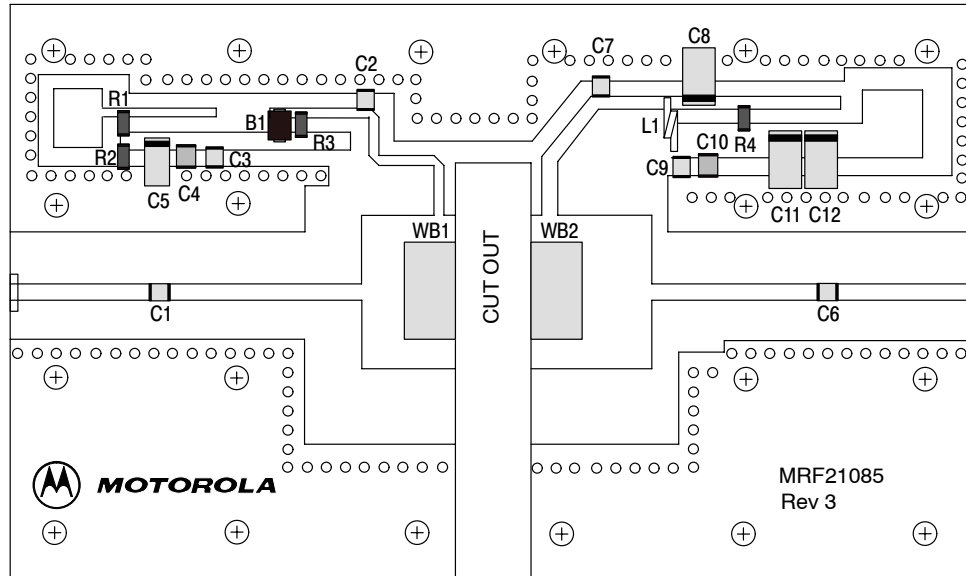 C8
C7
C2
R1
B1
L1
R4
R3
C10
R2
C3
C9
C4
C5
C11 C12
WB1
WB2
CUT OUT
C1
C6
MOTOROLA
MRF21085
Rev 3